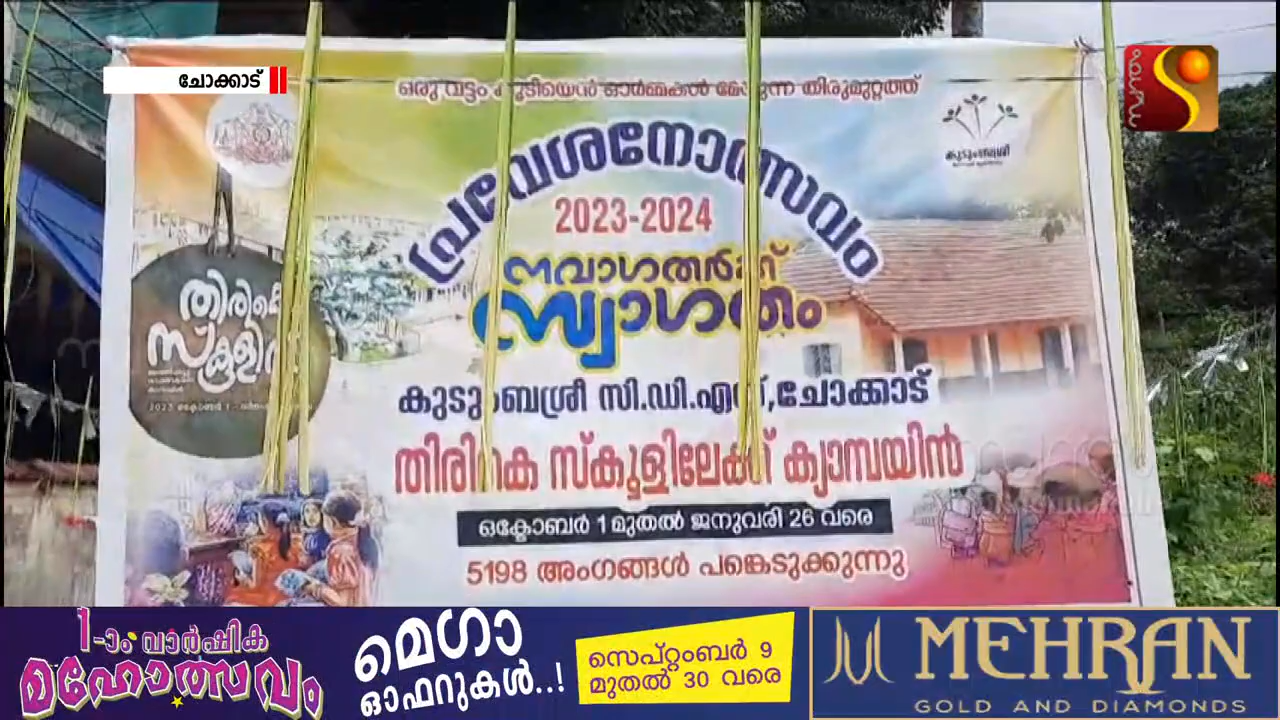 ചോക്കാട്
ഒരു വട്ടം കൂടിയെൻ ഓർമ്മകൾ മേയുന്ന തിരുമുറ്റത്ത്
പ്രവേശനോത്സവം
2023-2024
നവാഗതർക്ക്
സ്വാഗതം
കുടുംബശ്രീ
തിരികെ
സ്കൂളിൽ
കുടുംബശ്രീ സി.ഡി.എസ്, ചോക്കാട്
തിരികെ സ്കൂളിലേക്ക് ക്യാമ്പയിൻ
ഒക്ടോബർ 1 മുതൽ ജനുവരി 26 വരെ
5198 അംഗങ്ങൾ പങ്കെടുക്കുന്നു
1-ാം വാർഷിക
മഹോത്സവം
മെഗാ
ഓഫറുകൾ..!
സെപ്റ്റംബർ 9
മുതൽ 30 വരെ
MEHRAN
GOLD AND DIAMONDS